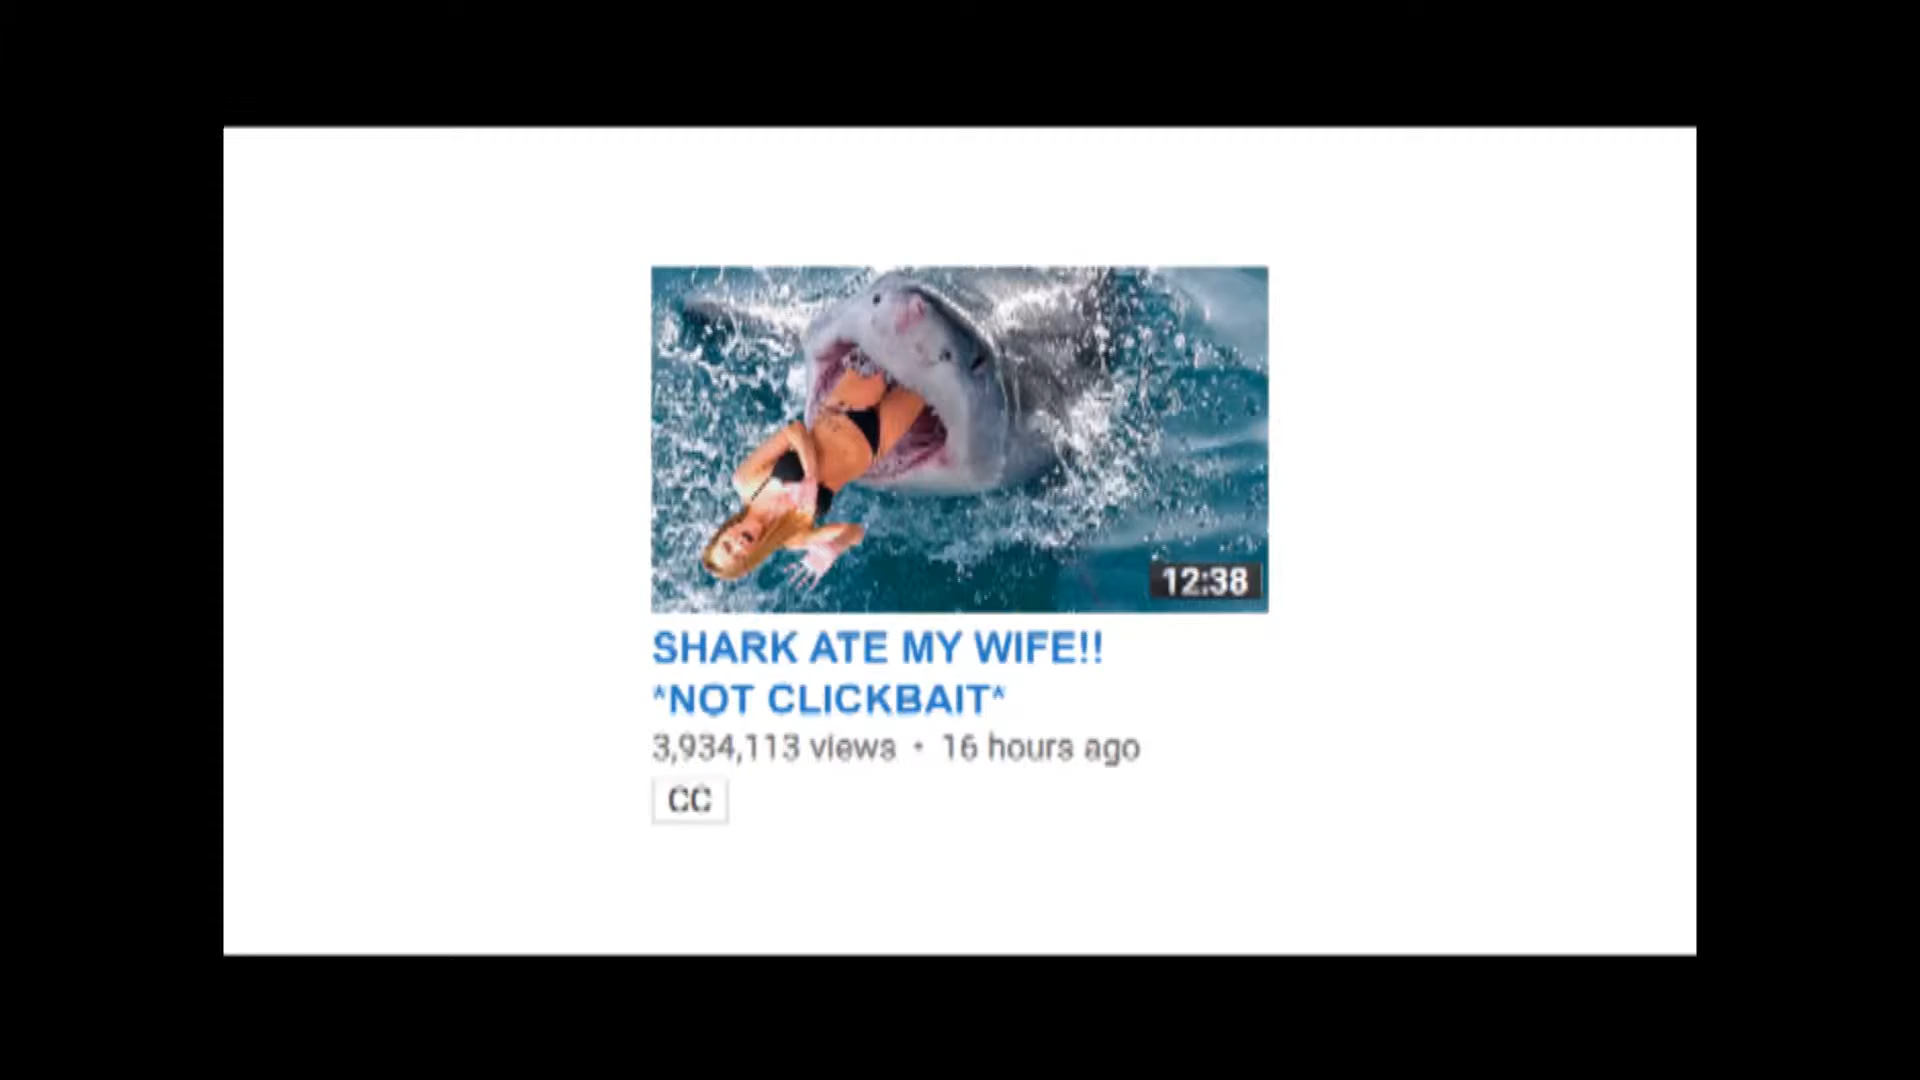 12:38
SHARK ATE MY WIFE!!
*NOT CLICKBAIT*
3,934,113 views • 16 hours ago
CC